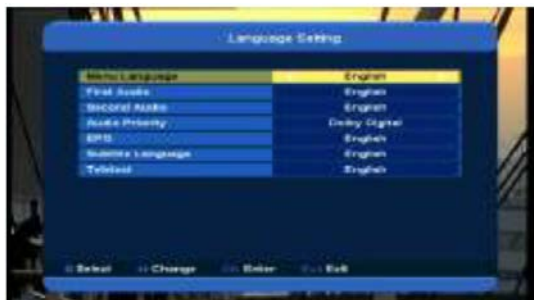 Language Setting
Menu Language English
First Audio English
Second Audio English
Audio Priority Dolby Digital
EPG English
Subtitle Language English
Teletext English
Select Change Enter Exit